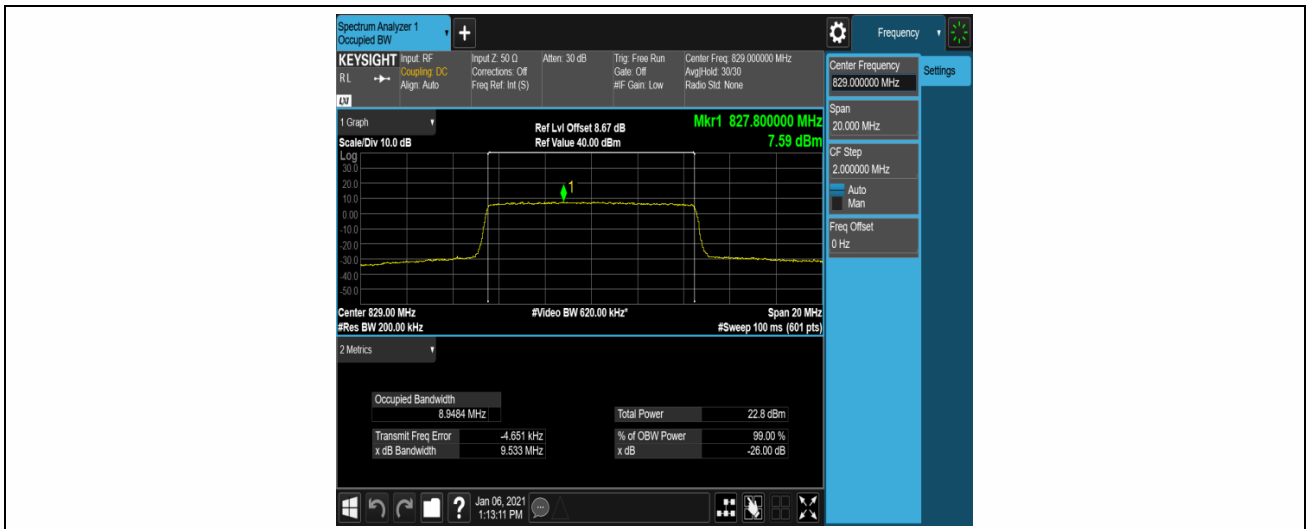 Spectrum Analyzer 1
Occupied BW
Frequency
KEYSIGHT
RL
LXI
Input: RF
Coupling: DC
Align: Auto
Input Z: 50 Ω
Corrections: Off
Freq Ref: Int (S)
Atten: 30 dB
Trig: Free Run
Gate: Off
#IF Gain: Low
Center Freq: 829.000000 MHz
Avg|Hold: 30/30
Radio Std: None
Center Frequency
829.000000 MHz
Settings
Span
20.000 MHz
CF Step
2.000000 MHz
Auto
Man
Freq Offset
0 Hz
1 Graph
Scale/Div 10.0 dB
Ref Lvl Offset 8.67 dB
Ref Value 40.00 dBm
Mkr1 827.800000 MHz
7.59 dBm
Log
30.0
20.0
10.0
0.00
-10.0
-20.0
-30.0
-40.0
-50.0
1
Center 829.00 MHz
#Video BW 620.00 kHz*
Span 20 MHz
#Res BW 200.00 kHz
#Sweep 100 ms (601 pts)
2 Metrics
Occupied Bandwidth
8.9484 MHz
Total Power 22.8 dBm
Transmit Freq Error -4.651 kHz
% of OBW Power 99.00 %
x dB Bandwidth 9.533 MHz
x dB -26.00 dB
?
Jan 06, 2021
1:13:11 PM